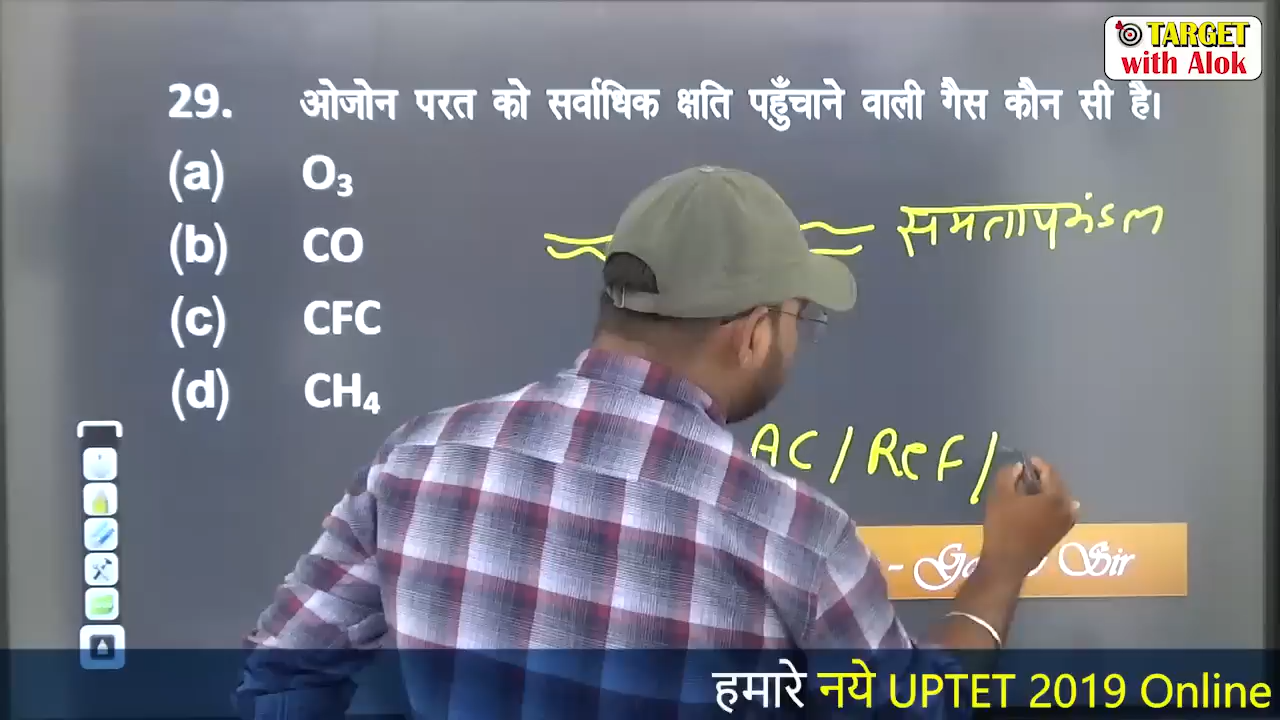 TARGET
with Alok
29. ओजोन परत को सर्वाधिक क्षति पहुँचाने वाली गैस कौन सी है।
(a) O₃
(b) CO
(c) CFC
(d) CH₄
समतापमंडल
AC / Ref /
Sir
हमारे नये UPTET 2019 Online